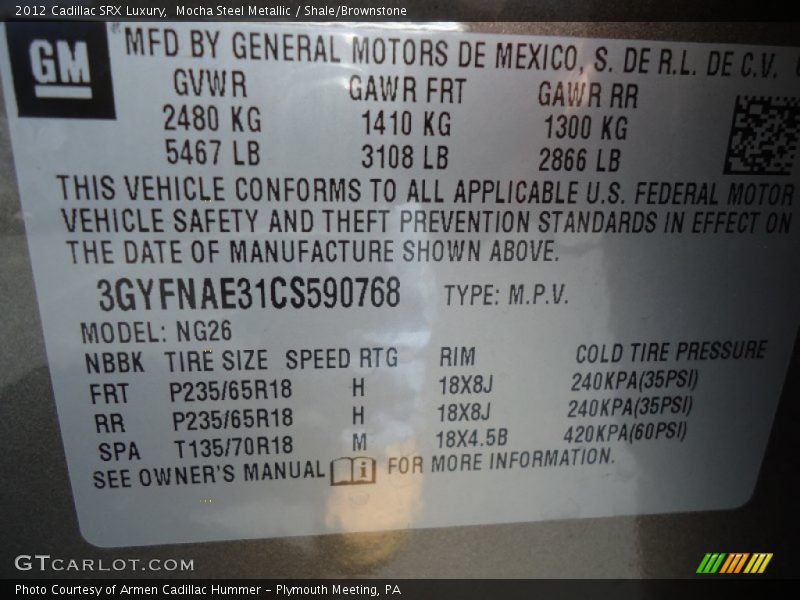 2012 Cadillac SRX Luxury,  Mocha Steel Metallic / Shale/Brownstone
GM
MFD BY GENERAL MOTORS DE MEXICO, S. DE R.L. DE C.V.
GVWR GAWR FRT GAWR RR
2480 KG 1410 KG 1300 KG
5467 LB 3108 LB 2866 LB
THIS VEHICLE CONFORMS TO ALL APPLICABLE U.S. FEDERAL MOTOR
VEHICLE SAFETY AND THEFT PREVENTION STANDARDS IN EFFECT ON
THE DATE OF MANUFACTURE SHOWN ABOVE.
3GYFNAE31CS590768 TYPE: M.P.V.
MODEL: NG26
NBBK TIRE SIZE SPEED RTG RIM COLD TIRE PRESSURE
FRT P235/65R18 H 18X8J 240KPA(35PSI)
RR P235/65R18 H 18X8J 240KPA(35PSI)
SPA T135/70R18 M 18X4.5B 420KPA(60PSI)
SEE OWNER'S MANUAL i FOR MORE INFORMATION.
GTCARLOT.COM
Photo Courtesy of Armen Cadillac Hummer – Plymouth Meeting, PA